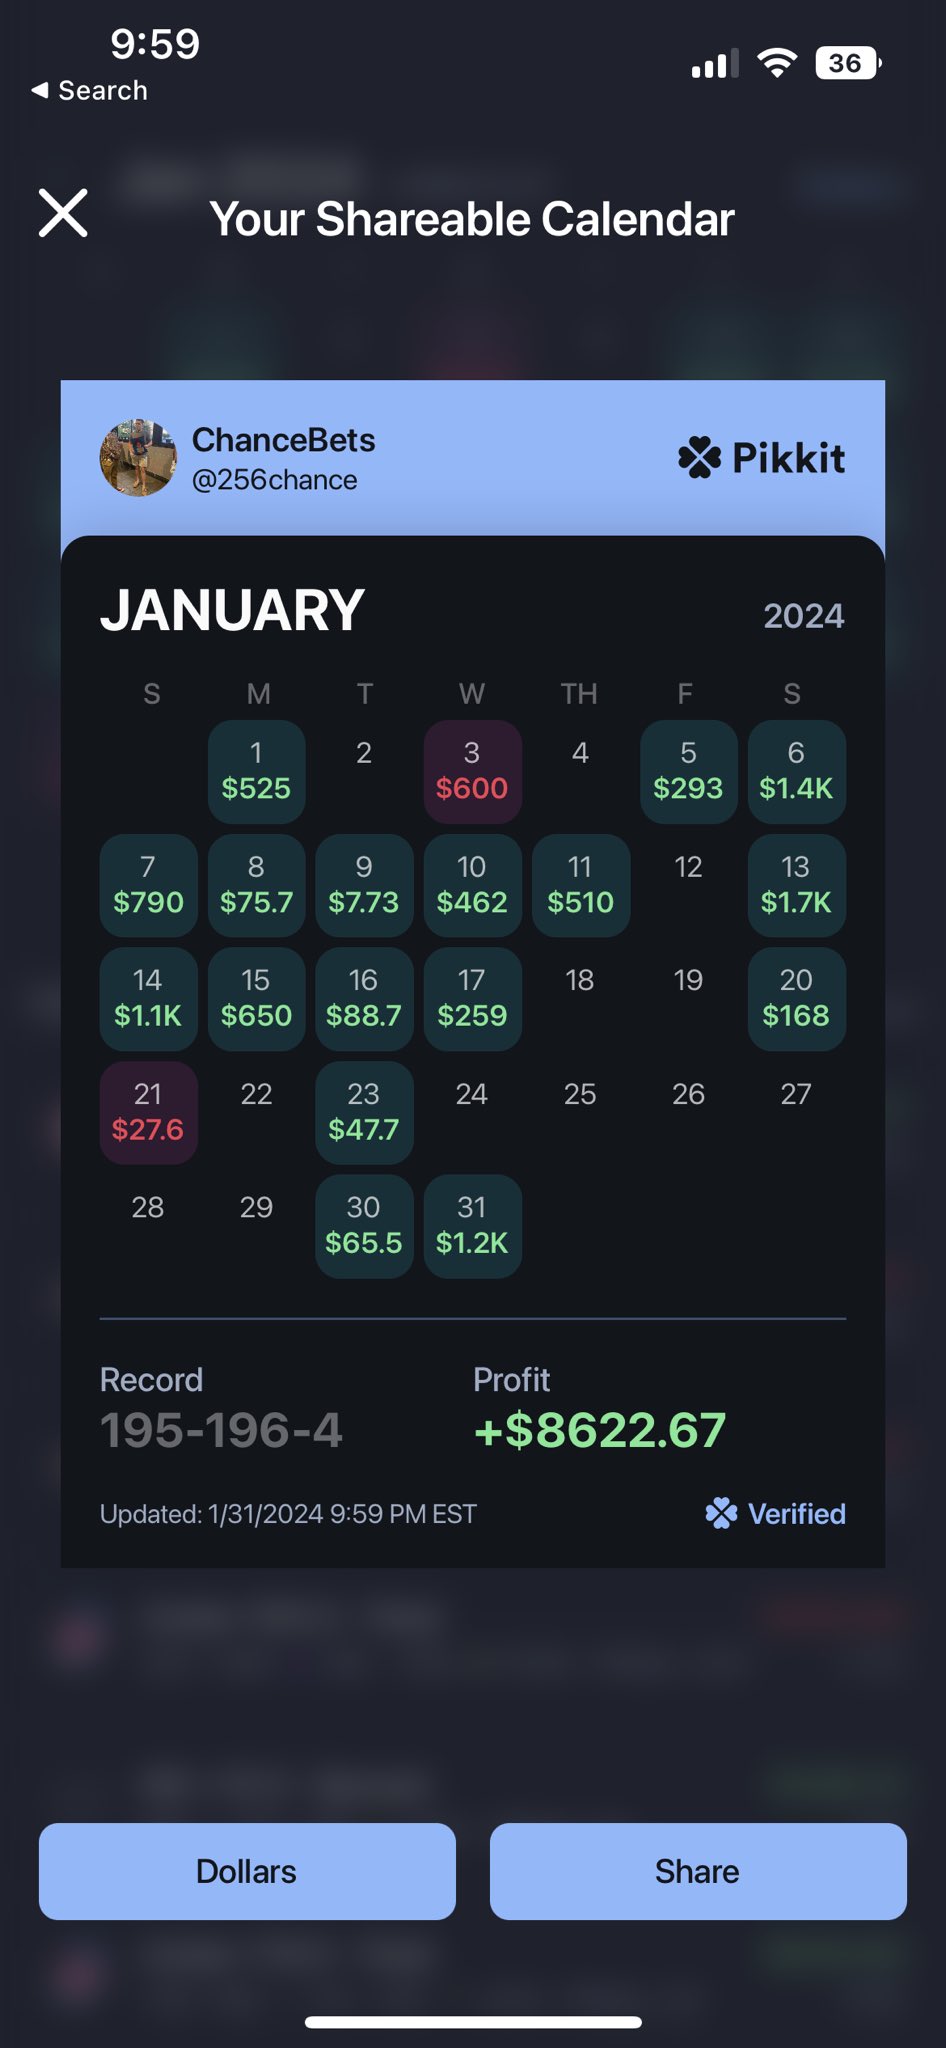 9:59
36
◀ Search
Your Shareable Calendar
ChanceBets
@256chance
Pikkit
JANUARY
2024
S M T W TH F S
1 2 3 4 5 6
$525 $600 $293 $1.4K
7 8 9 10 11 12 13
$790 $75.7 $7.73 $462 $510 $1.7K
14 15 16 17 18 19 20
$1.1K $650 $88.7 $259 $168
21 22 23 24 25 26 27
$27.6 $47.7
28 29 30 31
$65.5 $1.2K
Record Profit
195-196-4 +$8622.67
Updated: 1/31/2024 9:59 PM EST
Verified
Dollars
Share